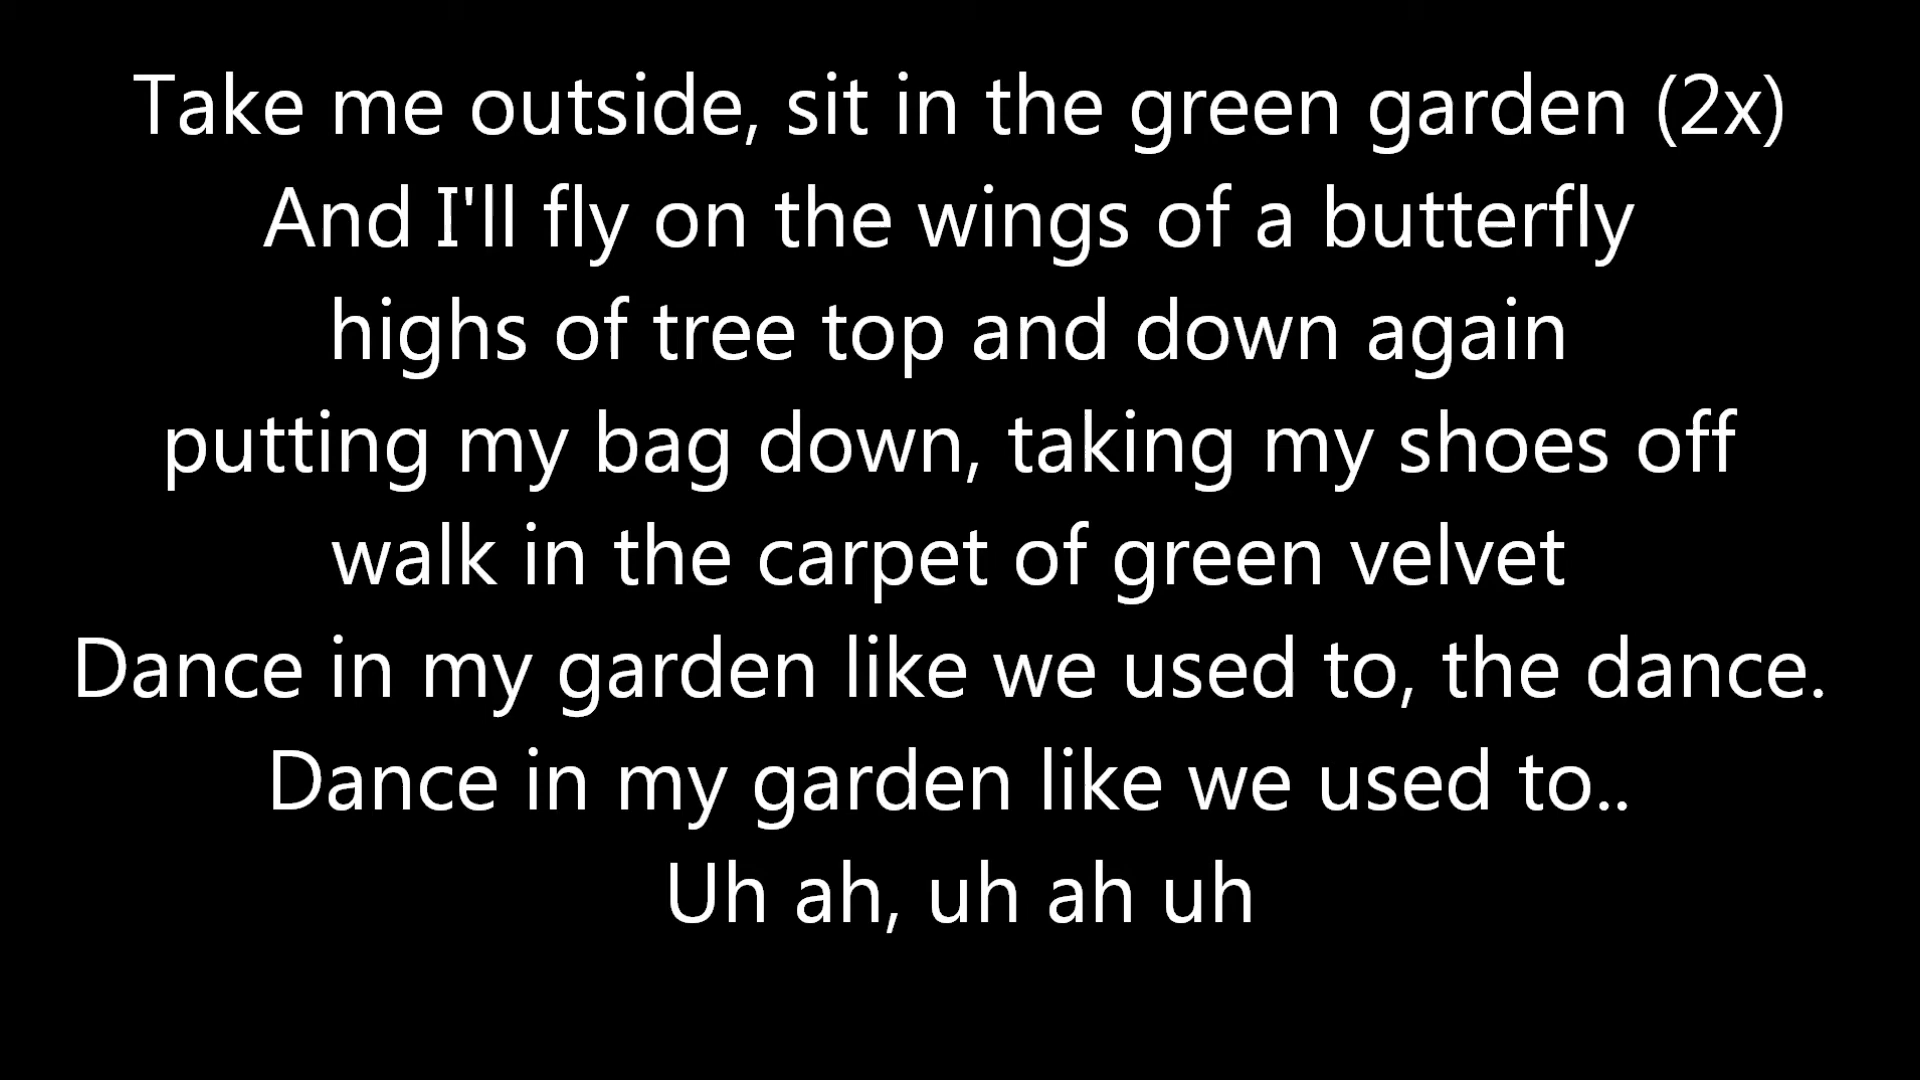 Take me outside, sit in the green garden (2x)
And I'll fly on the wings of a butterfly
highs of tree top and down again
putting my bag down, taking my shoes off
walk in the carpet of green velvet
Dance in my garden like we used to, the dance.
Dance in my garden like we used to..
Uh ah, uh ah uh